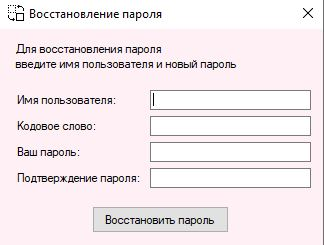 Восстановление пароля
Для восстановления пароля
введите имя пользователя и новый пароль
Имя пользователя:
Кодовое слово:
Ваш пароль:
Подтверждение пароля:
Восстановить пароль